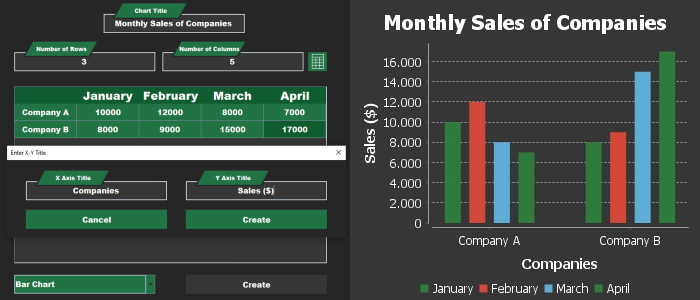 Chart Title
Monthly Sales of Companies
Number of Rows
Number of Columns
3
5
January February March April
Company A 10000 12000 8000 7000
Company B 8000 9000 15000 17000
Enter X-Y Title
X Axis Title
Y Axis Title
Companies
Sales ($)
Cancel
Create
Bar Chart
Create
Monthly Sales of Companies
Sales ($)
16.000
14.000
12.000
10.000
8.000
6.000
4.000
2.000
0
Company A
Company B
Companies
January February March April